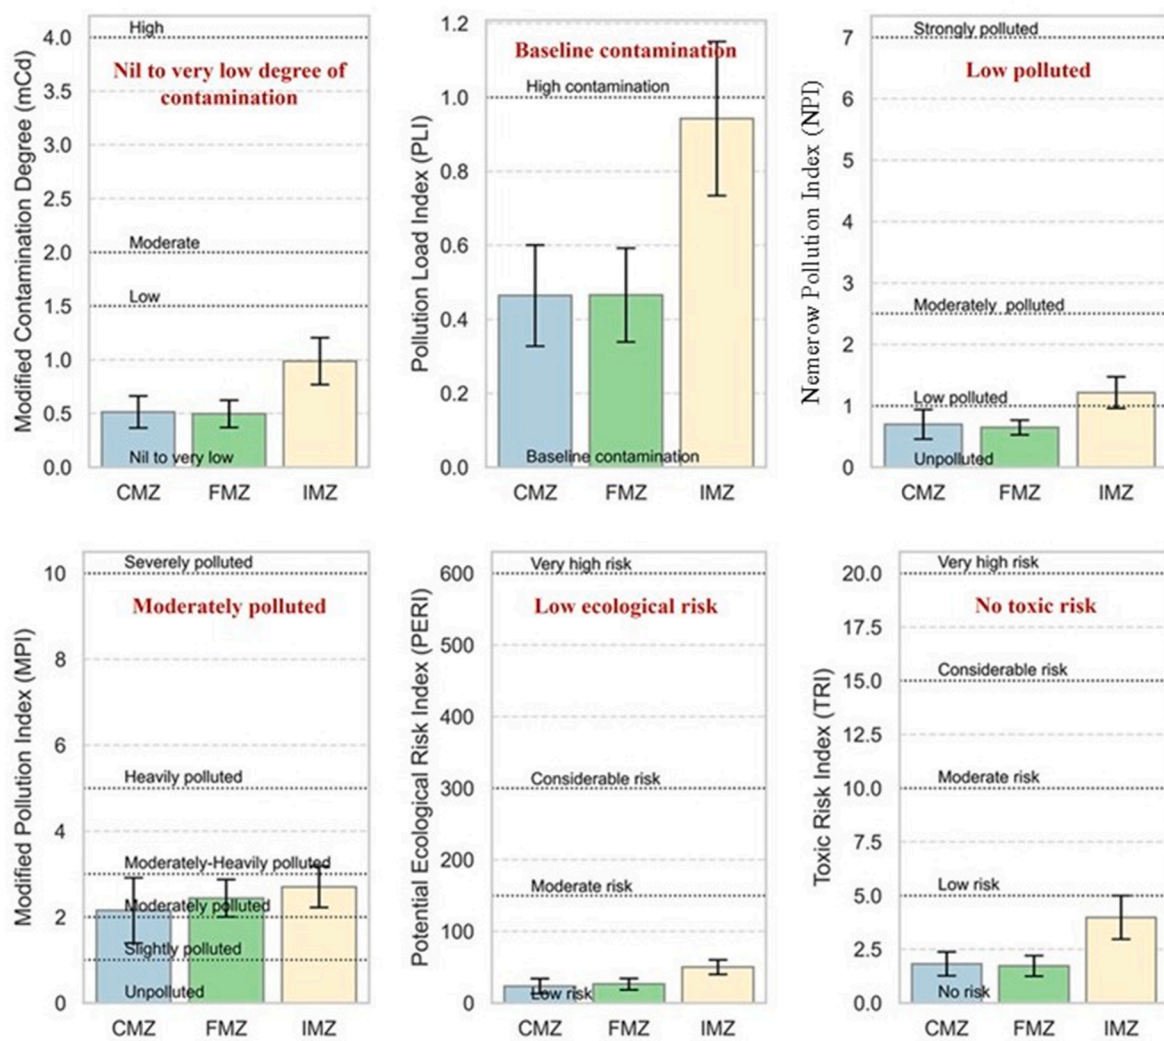 Modified Contamination Degree (mCd)
4.0
3.5
3.0
2.5
2.0
1.5
1.0
0.5
0.0
High
Nil to very low degree of
contamination
Moderate
Low
Nil to very low
CMZ FMZ IMZ
Pollution Load Index (PLI)
1.2
1.0
0.8
0.6
0.4
0.2
0.0
Baseline contamination
High contamination
Baseline contamination
CMZ FMZ IMZ
Nemerow Pollution Index (NPI)
7
6
5
4
3
2
1
0
Strongly polluted
Low polluted
Moderately polluted
Low polluted
Unpolluted
CMZ FMZ IMZ
Modified Pollution Index (MPI)
10
8
6
4
2
0
Severely polluted
Moderately polluted
Heavily polluted
Moderately-Heavily polluted
Moderately polluted
Slightly polluted
Unpolluted
CMZ FMZ IMZ
Potential Ecological Risk Index (PERI)
600
500
400
300
200
150
100
0
Very high risk
Low ecological risk
Considerable risk
Moderate risk
Low risk
CMZ FMZ IMZ
Toxic Risk Index (TRI)
20.0
17.5
15.0
12.5
10.0
7.5
5.0
2.5
0.0
Very high risk
No toxic risk
Considerable risk
Moderate risk
Low risk
No risk
CMZ FMZ IMZ